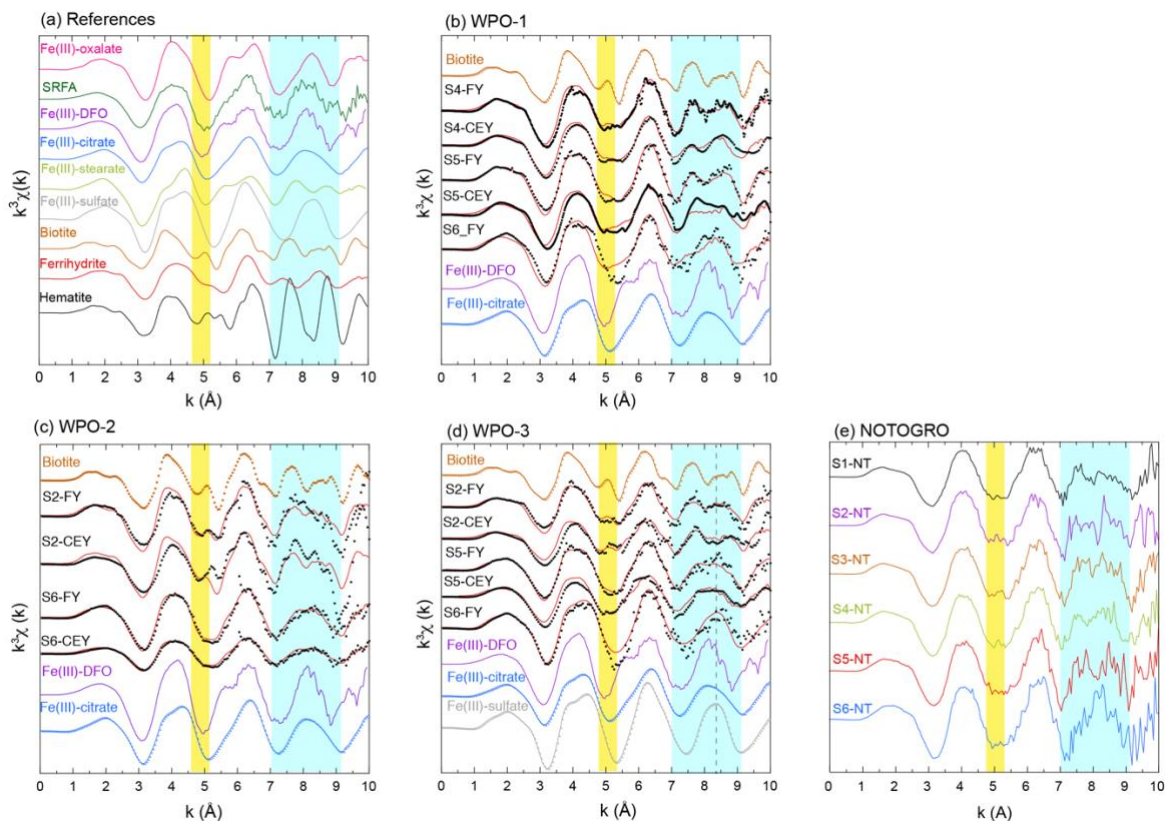 (a) References
Fe(III)-oxalate
SRFA
Fe(III)-DFO
Fe(III)-citrate
Fe(III)-stearate
Fe(III)-sulfate
Biotite
Ferrihydrite
Hematite
k³χ(k)
0 1 2 3 4 5 6 7 8 9 10
k (Å)
(b) WPO-1
Biotite
S4-FY
S4-CEY
S5-FY
S5-CEY
S6_FY
Fe(III)-DFO
Fe(III)-citrate
k³χ (k)
0 1 2 3 4 5 6 7 8 9 10
k (Å)
(c) WPO-2
Biotite
S2-FY
S2-CEY
S6-FY
S6-CEY
Fe(III)-DFO
Fe(III)-citrate
k³χ (k)
0 1 2 3 4 5 6 7 8 9 10
k (Å)
(d) WPO-3
Biotite
S2-FY
S2-CEY
S5-FY
S5-CEY
S6-FY
Fe(III)-DFO
Fe(III)-citrate
Fe(III)-sulfate
k³χ (k)
0 1 2 3 4 5 6 7 8 9 10
k (Å)
(e) NOTOGRO
S1-NT
S2-NT
S3-NT
S4-NT
S5-NT
S6-NT
0 1 2 3 4 5 6 7 8 9 10
k (A)